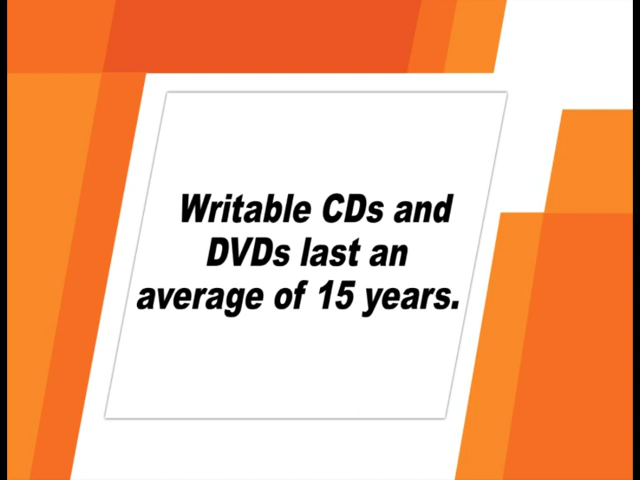 Writable CDs and
DVDs last an
average of 15 years.